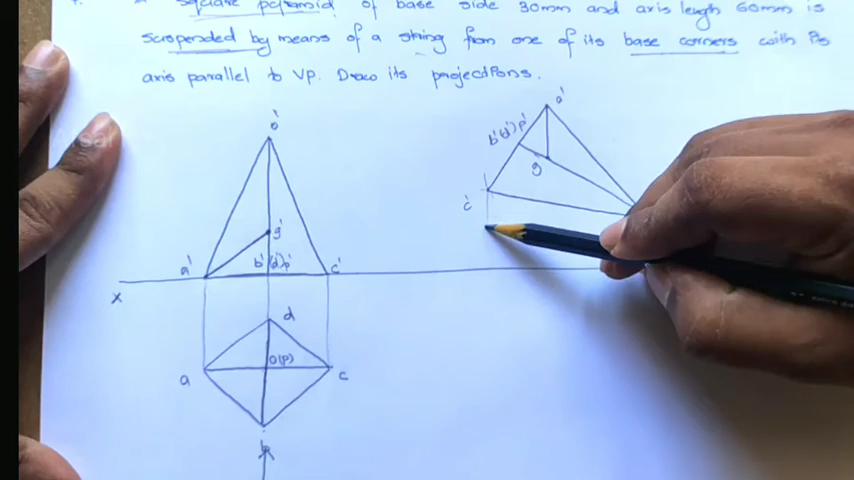 square pyramid of base side 30mm and axis length 60mm is
suspended by means of a string from one of its base corners with its
axis parallel to VP. Draw its projections.
o'
a'
b'(d')p'
g
c'
o'
g'
a'
b'(d')p'
c'
X
d
a
o(p)
c
b